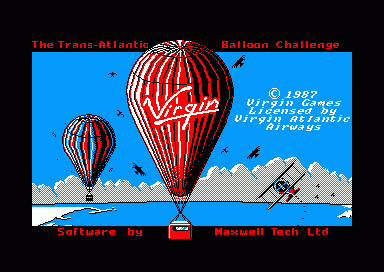 The Trans-Atlantic Balloon Challenge
Virgin
© 1987
Virgin Games
Licensed by
Virgin Atlantic
Airways
Software by Maxwell Tech Ltd